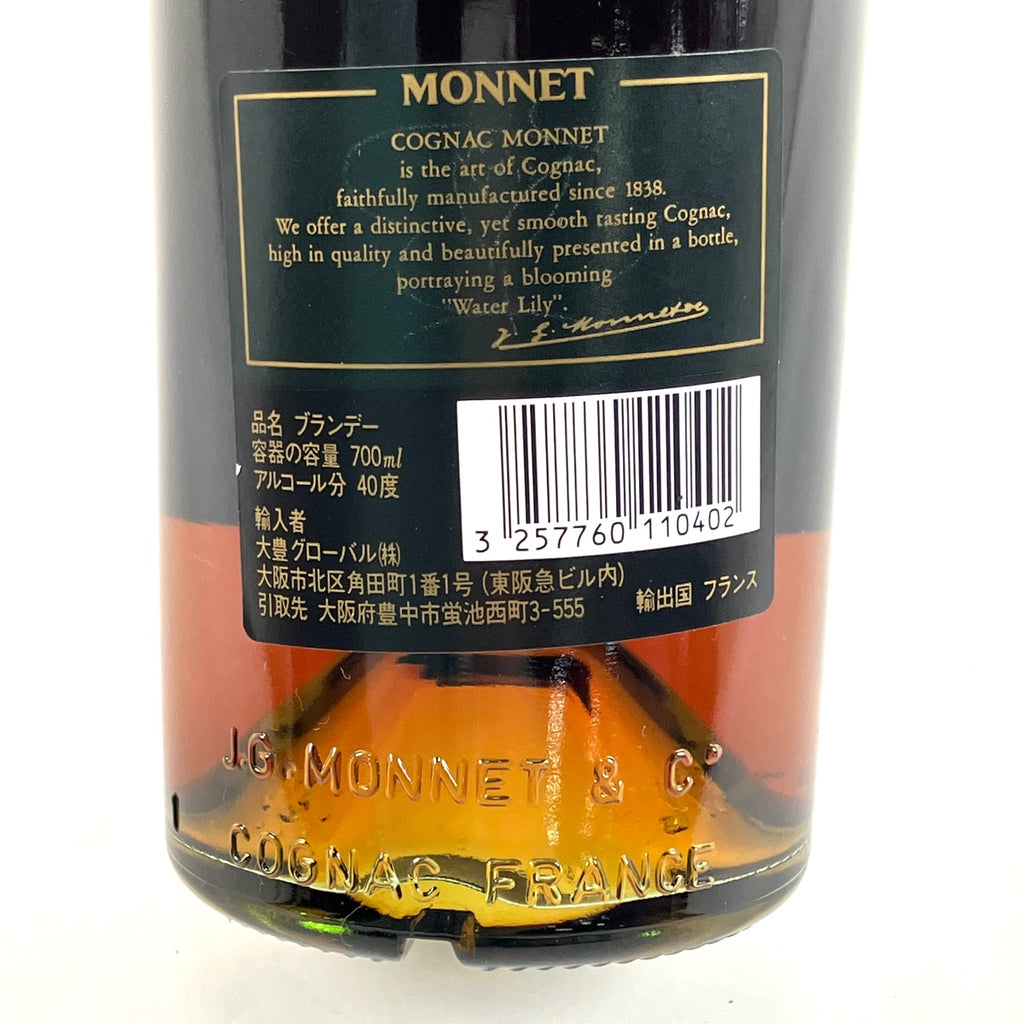 MONNET
COGNAC MONNET
is the art of Cognac,
faithfully manufactured since 1838.
We offer a distinctive, yet smooth tasting Cognac,
high in quality and beautifully presented in a bottle,
portraying a blooming
"Water Lily".
品名 ブランデー
容器の容量 700ml
アルコール分 40度
輸入者
大豊グローバル㈱
大阪市北区角田町1番1号 (東阪急ビル内)
引取先 大阪府豊中市蛍池西町3-555
輸出国 フランス
3 257760 110402
J.G. MONNET & Cº
COGNAC FRANCE